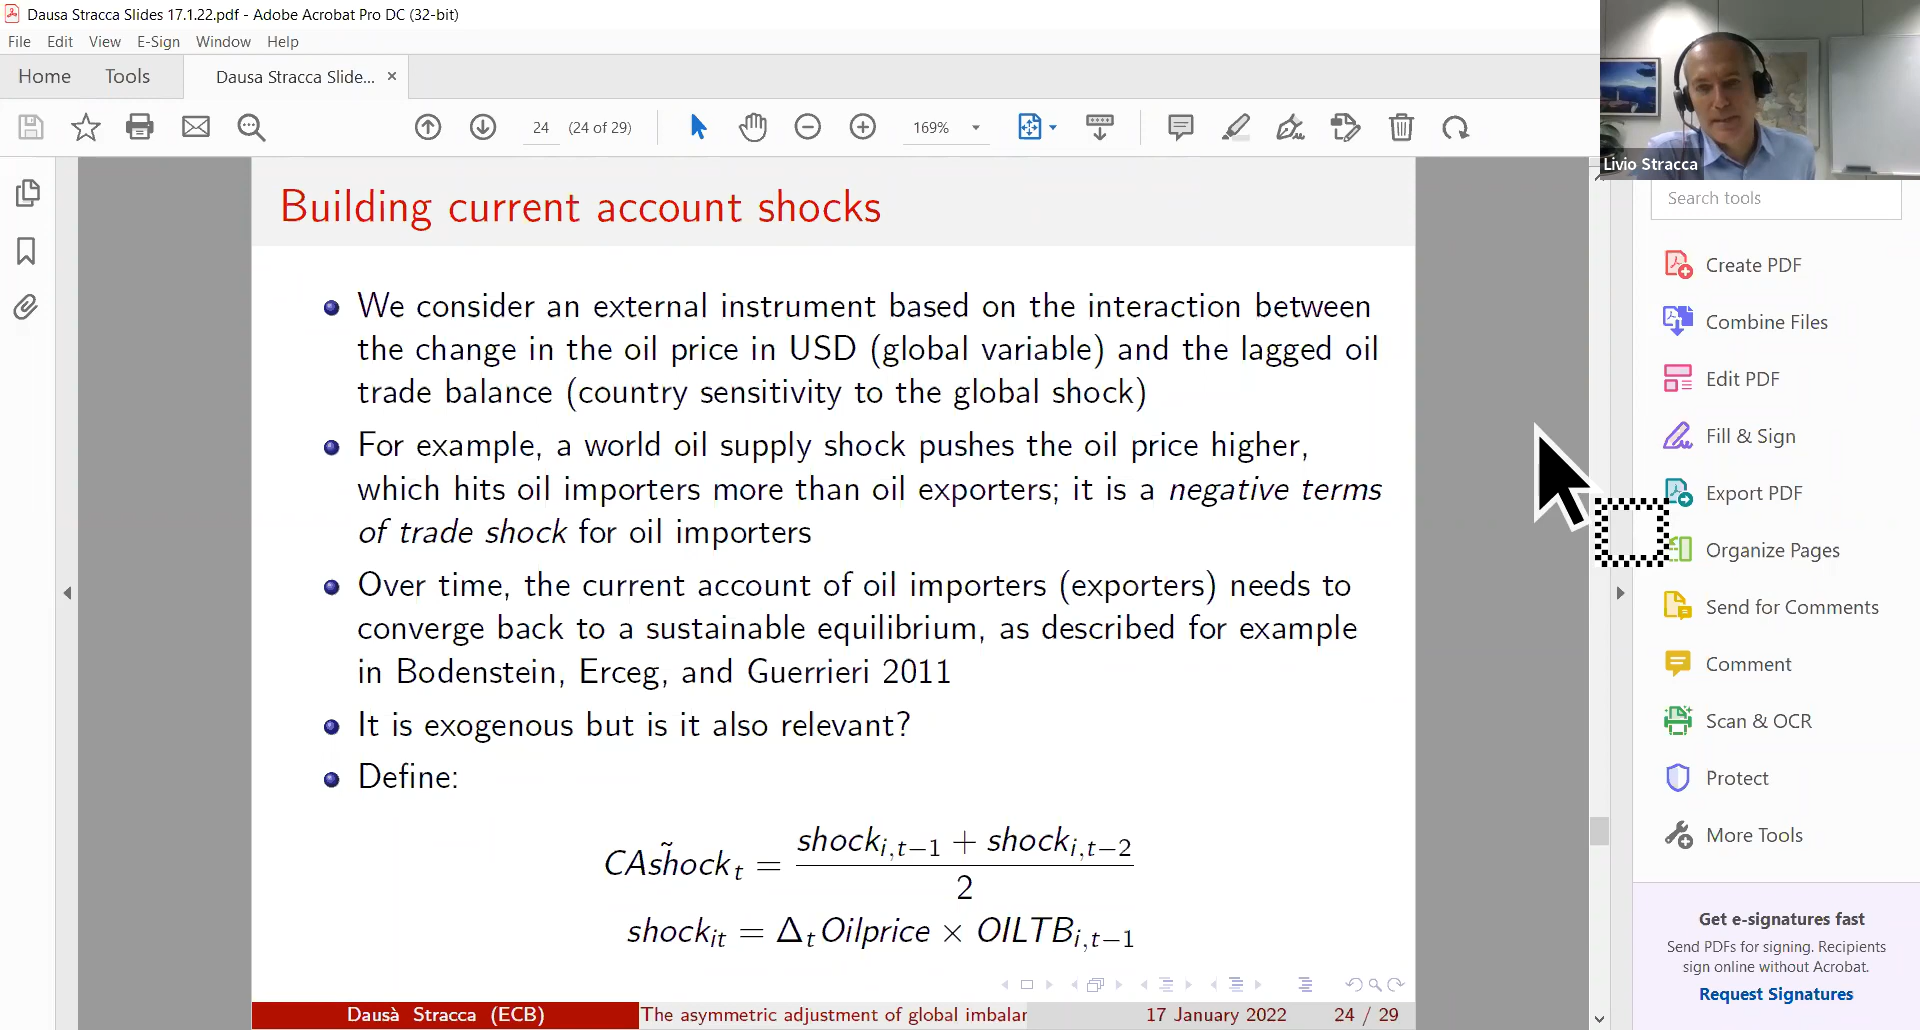 Dausa Stracca Slides 17.1.22.pdf - Adobe Acrobat Pro DC (32-bit)
File Edit View E-Sign Window Help
Home Tools Dausa Stracca Slide... ×
24 (24 of 29) 169%
Livio Stracca
Building current account shocks
We consider an external instrument based on the interaction between
the change in the oil price in USD (global variable) and the lagged oil
trade balance (country sensitivity to the global shock)
For example, a world oil supply shock pushes the oil price higher,
which hits oil importers more than oil exporters; it is a negative terms
of trade shock for oil importers
Over time, the current account of oil importers (exporters) needs to
converge back to a sustainable equilibrium, as described for example
in Bodenstein, Erceg, and Guerrieri 2011
It is exogenous but is it also relevant?
Define:
CAsh̃ock_t = (shock_{i,t−1} + shock_{i,t−2}) / 2
shock_{it} = Δ_t Oilprice × OILTB_{i,t−1}
Dausà Stracca (ECB) The asymmetric adjustment of global imbalar 17 January 2022 24 / 29
Search tools
Create PDF
Combine Files
Edit PDF
Fill & Sign
Export PDF
Organize Pages
Send for Comments
Comment
Scan & OCR
Protect
More Tools
Get e-signatures fast
Send PDFs for signing. Recipients
sign online without Acrobat.
Request Signatures